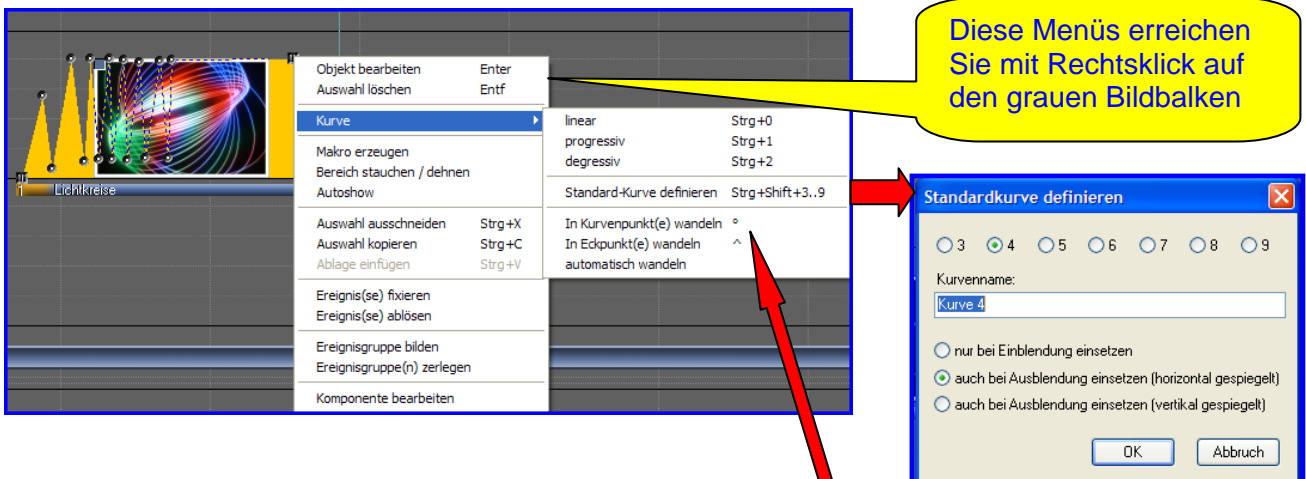 Diese Menüs erreichen
Sie mit Rechtsklick auf
den grauen Bildbalken
1 Lichtkreise
Objekt bearbeiten Enter
Auswahl löschen Entf
Kurve
Makro erzeugen
Bereich stauchen / dehnen
Autoshow
Auswahl ausschneiden Strg+X
Auswahl kopieren Strg+C
Ablage einfügen Strg+V
Ereignis(se) fixieren
Ereignis(se) ablösen
Ereignisgruppe bilden
Ereignisgruppe(n) zerlegen
Komponente bearbeiten
linear Strg+0
progressiv Strg+1
degressiv Strg+2
Standard-Kurve definieren Strg+Shift+3..9
In Kurvenpunkt(e) wandeln °
In Eckpunkt(e) wandeln ^
automatisch wandeln
Standardkurve definieren
3 4 5 6 7 8 9
Kurvenname:
Kurve 4
nur bei Einblendung einsetzen
auch bei Ausblendung einsetzen (horizontal gespiegelt)
auch bei Ausblendung einsetzen (vertikal gespiegelt)
OK Abbruch